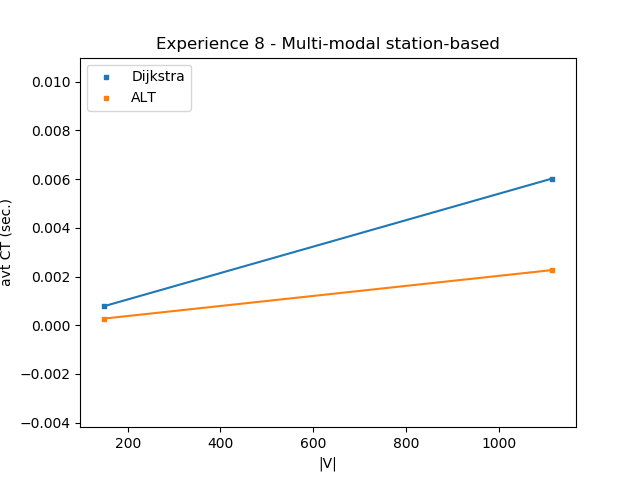 Experience 8 - Multi-modal station-based
Dijkstra
ALT
0.010
0.008
0.006
0.004
0.002
0.000
−0.002
−0.004
avt CT (sec.)
200 400 600 800 1000
|V|